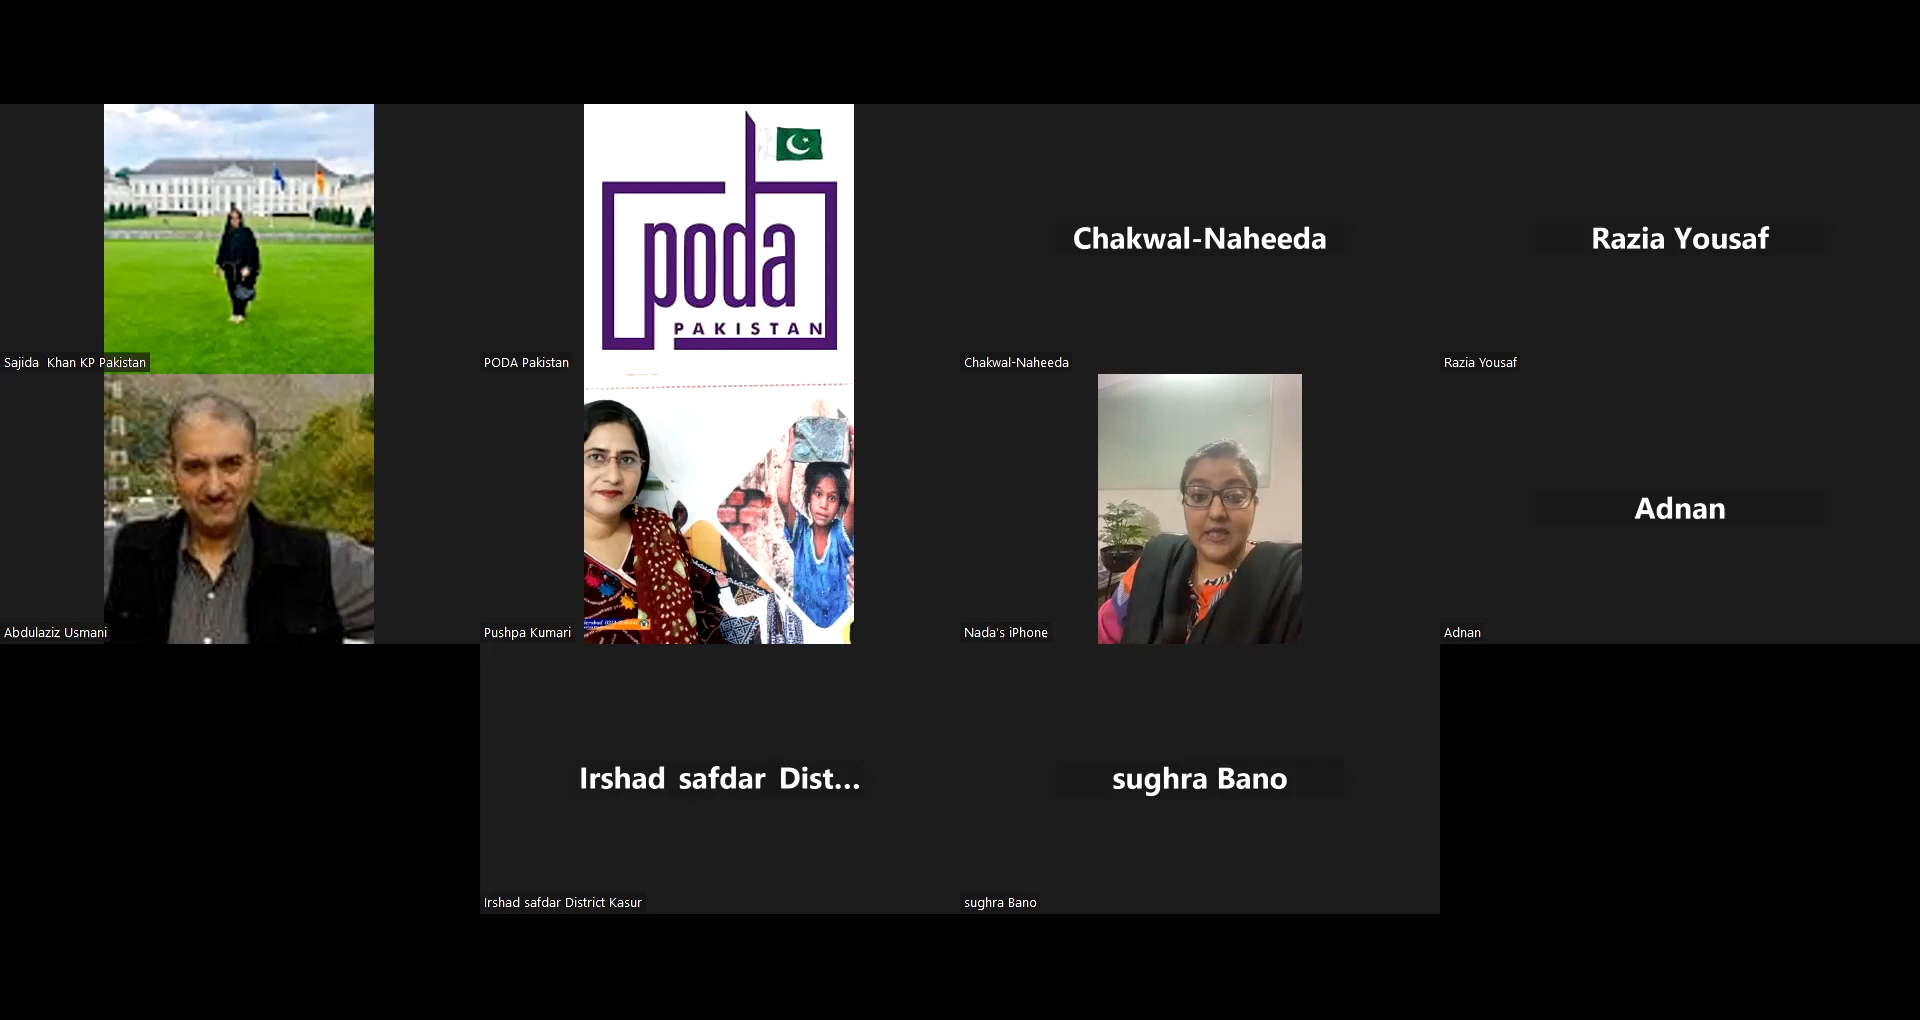 poda
PAKISTAN
Chakwal-Naheeda
Razia Yousaf
Sajida Khan KP Pakistan
PODA Pakistan
Chakwal-Naheeda
Razia Yousaf
Adnan
Abdulaziz Usmani
Pushpa Kumari
Nada's iPhone
Adnan
Irshad safdar Dist...
sughra Bano
Irshad safdar District Kasur
sughra Bano